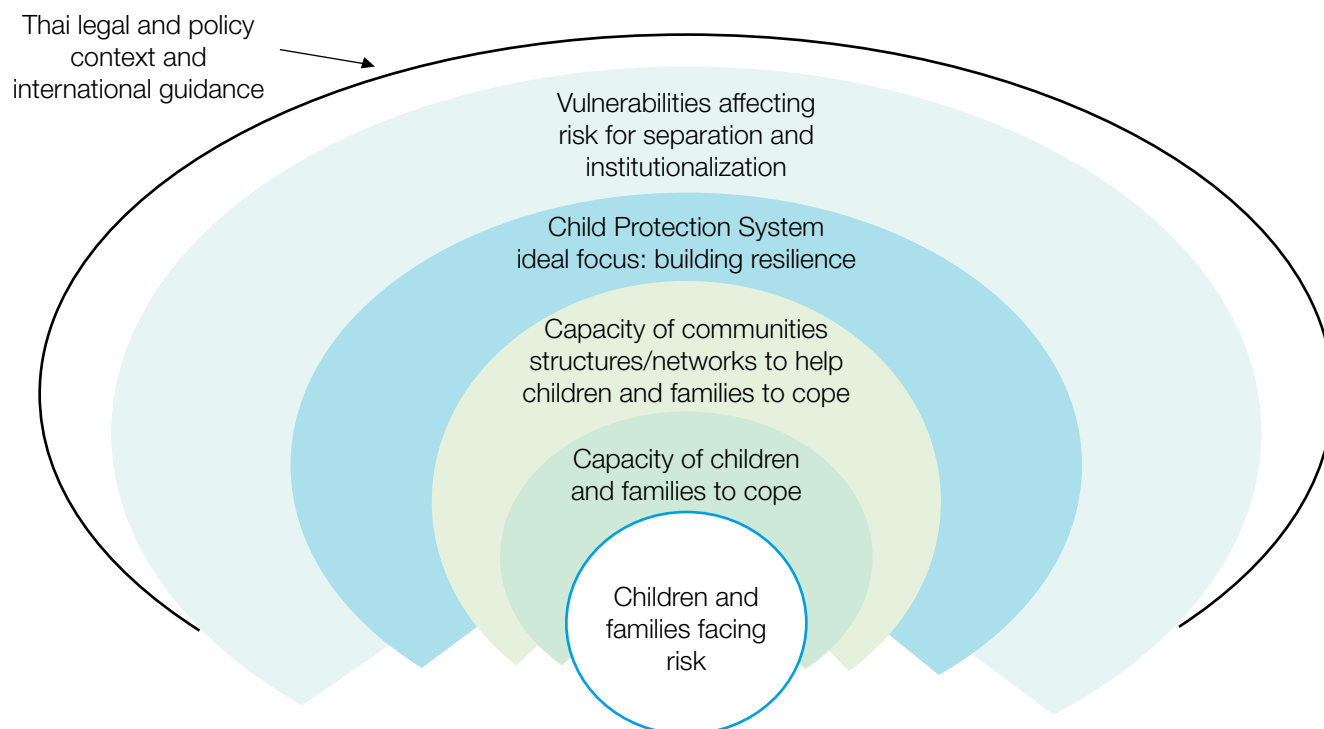 Thai legal and policy
context and
international guidance
Vulnerabilities affecting
risk for separation and
institutionalization
Child Protection System
ideal focus: building resilience
Capacity of communities
structures/networks to help
children and families to cope
Capacity of children
and families to cope
Children and
families facing
risk